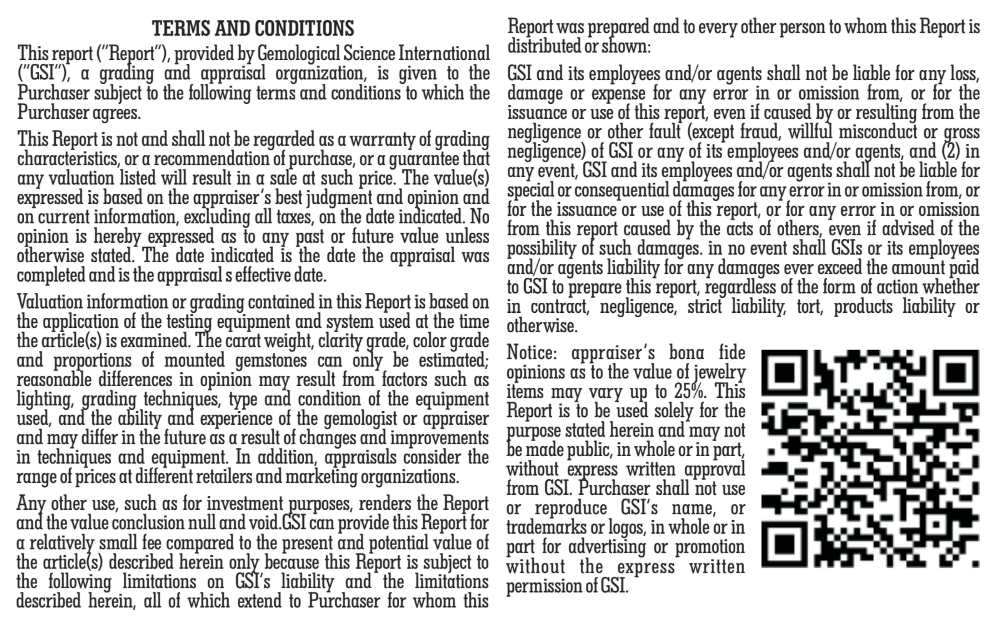 TERMS AND CONDITIONS
This report ("Report"), provided by Gemological Science International
("GSI"), a grading and appraisal organization, is given to the
Purchaser subject to the following terms and conditions to which the
Purchaser agrees.
This Report is not and shall not be regarded as a warranty of grading
characteristics, or a recommendation of purchase, or a guarantee that
any valuation listed will result in a sale at such price. The value(s)
expressed is based on the appraiser's best judgment and opinion and
on current information, excluding all taxes, on the date indicated. No
opinion is hereby expressed as to any past or future value unless
otherwise stated. The date indicated is the date the appraisal was
completed and is the appraisal s effective date.
Valuation information or grading contained in this Report is based on
the application of the testing equipment and system used at the time
the article(s) is examined. The carat weight, clarity grade, color grade
and proportions of mounted gemstones can only be estimated;
reasonable differences in opinion may result from factors such as
lighting, grading techniques, type and condition of the equipment
used, and the ability and experience of the gemologist or appraiser
and may differ in the future as a result of changes and improvements
in techniques and equipment. In addition, appraisals consider the
range of prices at different retailers and marketing organizations.
Any other use, such as for investment purposes, renders the Report
and the value conclusion null and void.GSI can provide this Report for
a relatively small fee compared to the present and potential value of
the article(s) described herein only because this Report is subject to
the following limitations on GSI's liability and the limitations
described herein, all of which extend to Purchaser for whom this
Report was prepared and to every other person to whom this Report is
distributed or shown:
GSI and its employees and/or agents shall not be liable for any loss,
damage or expense for any error in or omission from, or for the
issuance or use of this report, even if caused by or resulting from the
negligence or other fault (except fraud, willful misconduct or gross
negligence) of GSI or any of its employees and/or agents, and (2) in
any event, GSI and its employees and/or agents shall not be liable for
special or consequential damages for any error in or omission from, or
for the issuance or use of this report, or for any error in or omission
from this report caused by the acts of others, even if advised of the
possibility of such damages. in no event shall GSIs or its employees
and/or agents liability for any damages ever exceed the amount paid
to GSI to prepare this report, regardless of the form of action whether
in contract, negligence, strict liability, tort, products liability or
otherwise.
Notice: appraiser's bona fide
opinions as to the value of jewelry
items may vary up to 25%. This
Report is to be used solely for the
purpose stated herein and may not
be made public, in whole or in part,
without express written approval
from GSI. Purchaser shall not use
or reproduce GSI's name, or
trademarks or logos, in whole or in
part for advertising or promotion
without the express written
permission of GSI.